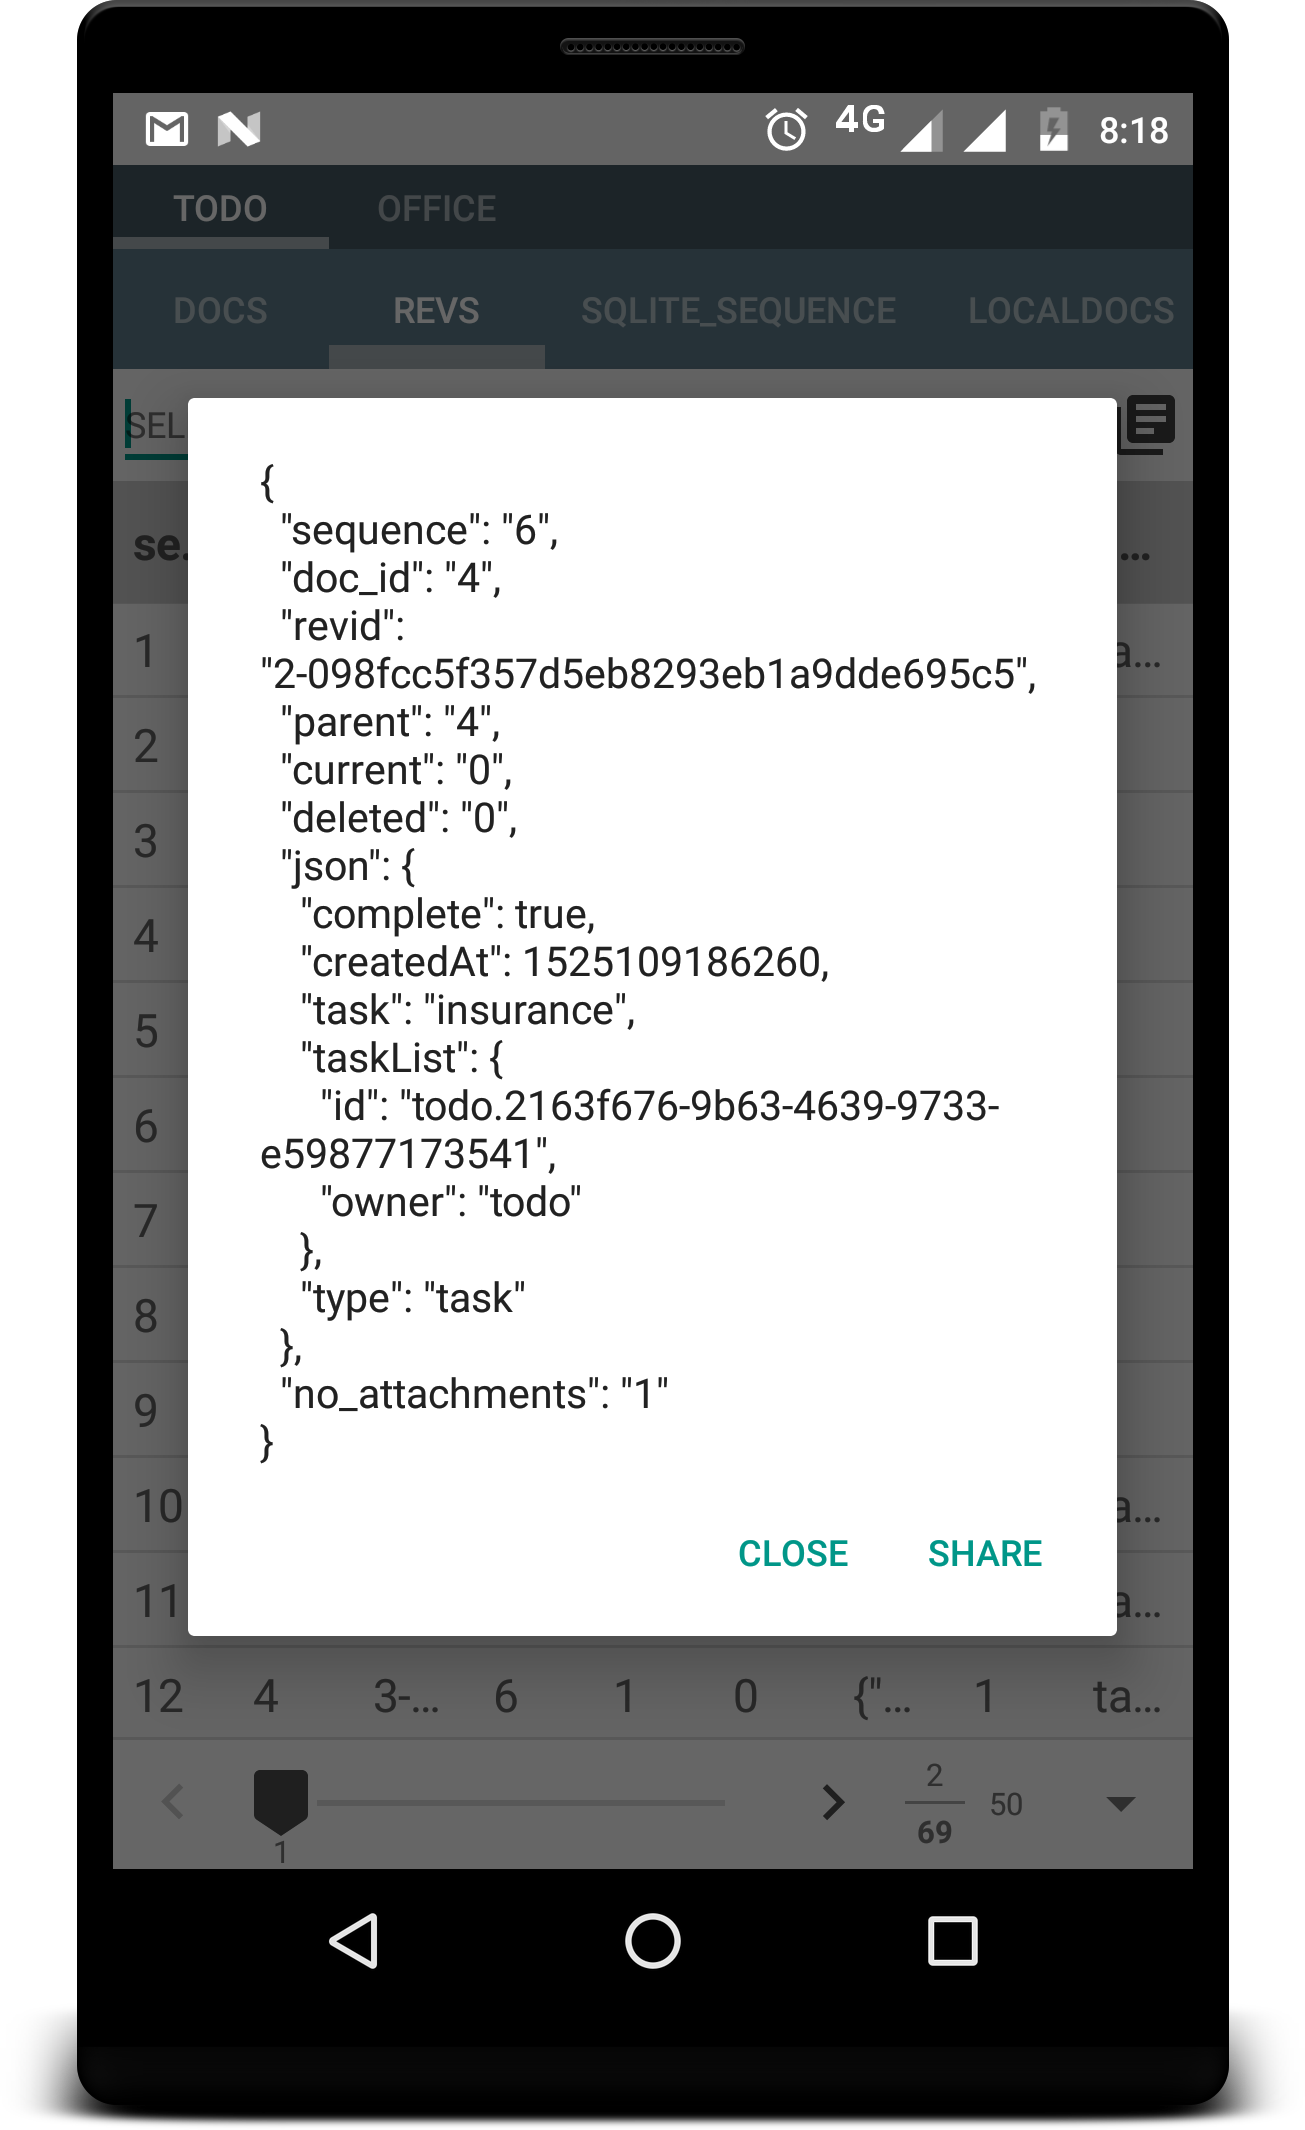 4G 8:18
TODO OFFICE
DOCS REVS SQLITE_SEQUENCE LOCALDOCS
SEL
se.. ...
{
"sequence": "6",
"doc_id": "4",
"revid":
"2-098fcc5f357d5eb8293eb1a9dde695c5",
"parent": "4",
"current": "0",
"deleted": "0",
"json": {
"complete": true,
"createdAt": 1525109186260,
"task": "insurance",
"taskList": {
"id": "todo.2163f676-9b63-4639-9733-
e59877173541",
"owner": "todo"
},
"type": "task"
},
"no_attachments": "1"
}
CLOSE SHARE
1 a...
2
3
4
5
6
7
8
9
10 a...
11 a...
12 4 3-... 6 1 0 {"... 1 ta...
1 2 50
69